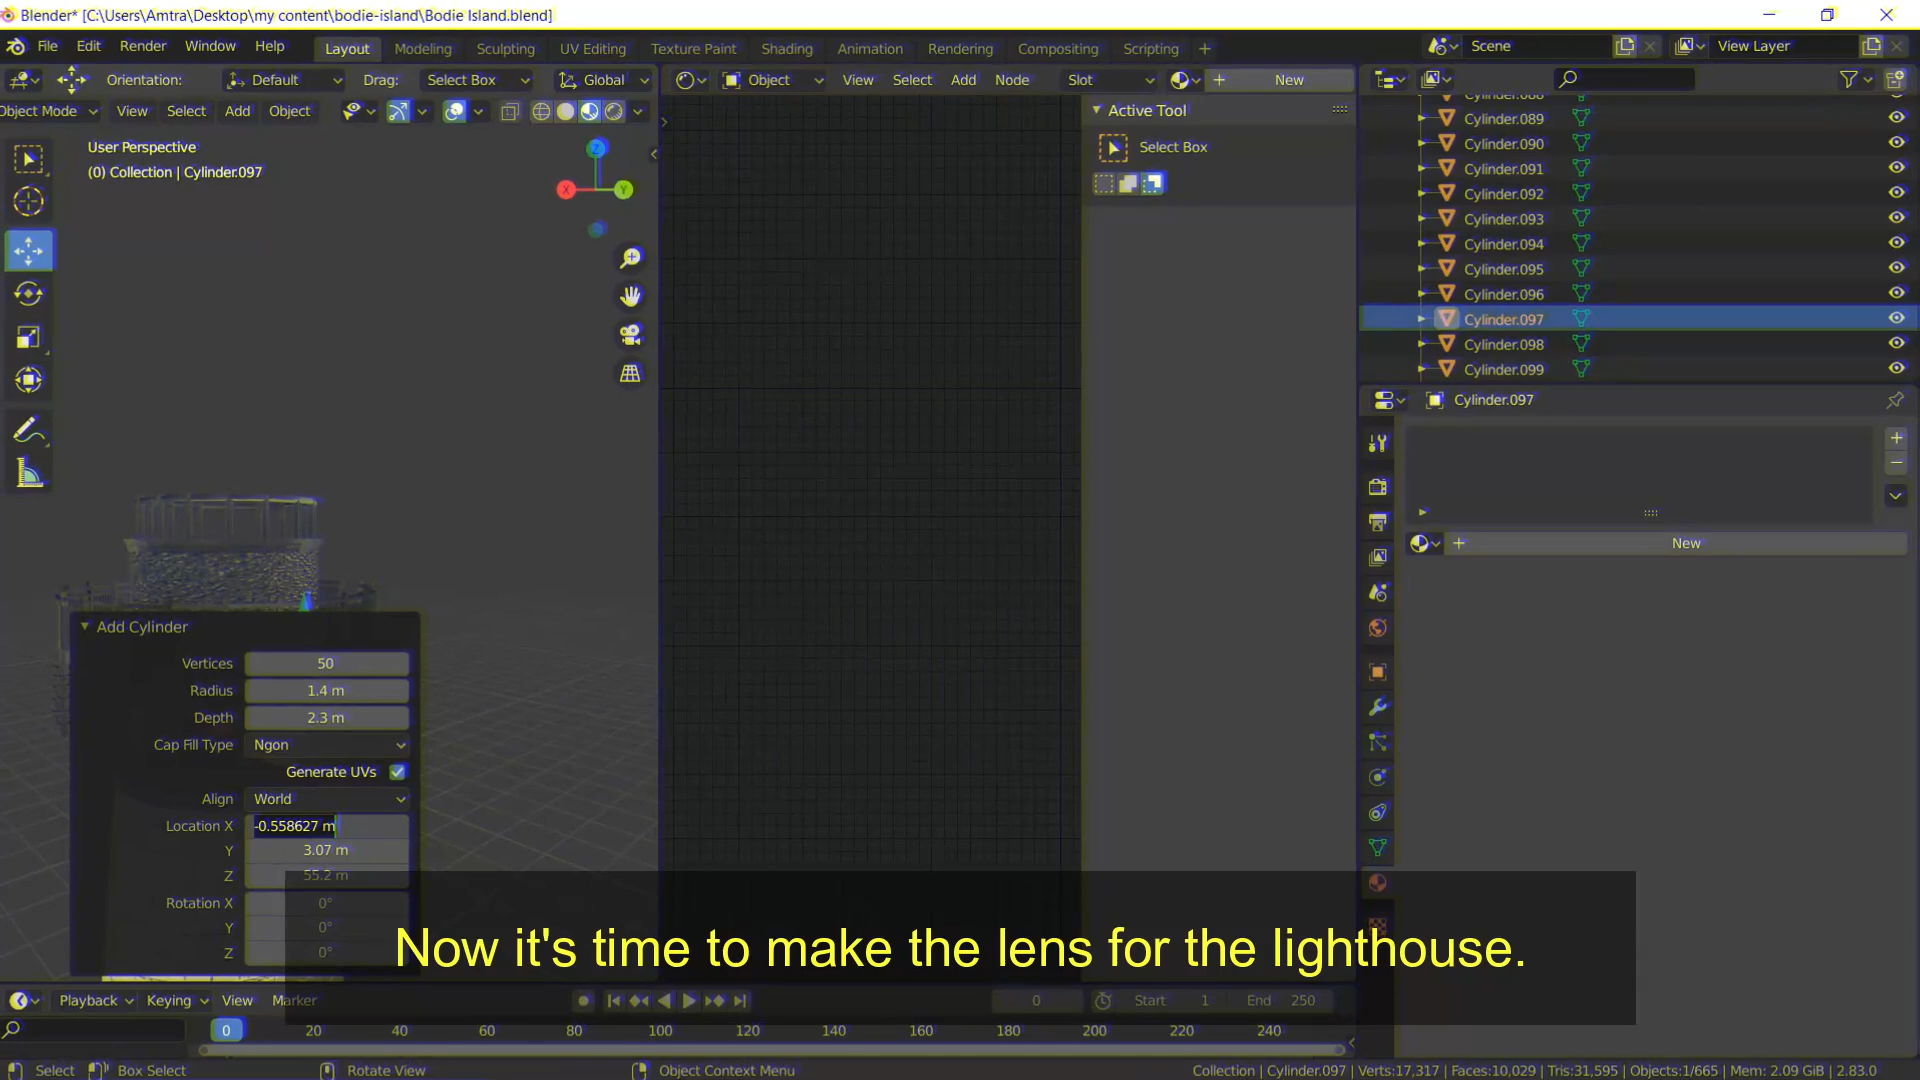 Blender* [C:\Users\Amtra\Desktop\my content\bodie-island\Bodie Island.blend]
File Edit Render Window Help Layout Modeling Sculpting UV Editing Texture Paint Shading Animation Rendering Compositing Scripting + Scene View Layer
Orientation: Default Drag: Select Box Global Object View Select Add Node Slot New
Object Mode View Select Add Object
Active Tool
Select Box
User Perspective
(0) Collection | Cylinder.097
Z
X
Y
Cylinder.088
Cylinder.089
Cylinder.090
Cylinder.091
Cylinder.092
Cylinder.093
Cylinder.094
Cylinder.095
Cylinder.096
Cylinder.097
Cylinder.098
Cylinder.099
Cylinder.097
New
Add Cylinder
Vertices 50
Radius 1.4 m
Depth 2.3 m
Cap Fill Type Ngon
Generate UVs
Align World
Location X -0.558627 m
Y 3.07 m
Z 55.2 m
Rotation X 0°
Y 0°
Z 0°
Now it's time to make the lens for the lighthouse.
Playback Keying View Marker 0 Start 1 End 250
0 20 40 60 80 100 120 140 160 180 200 220 240
Select Box Select Rotate View Object Context Menu Collection | Cylinder.097 | Verts:17,317 | Faces:10,029 | Tris:31,595 | Objects:1/665 | Mem: 2.09 GiB | 2.83.0